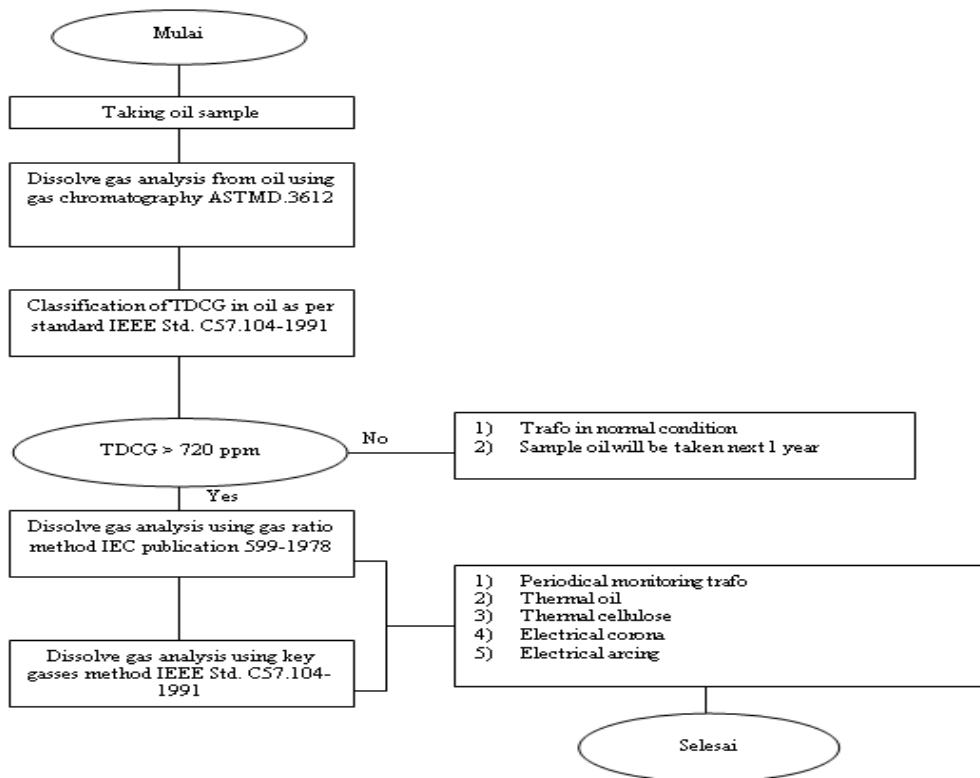 Mulai
Taking oil sample
Dissolve gas analysis from oil using
gas chromatography ASTMD.3612
Classification of TDCG in oil as per
standard IEEE Std. C57.104-1991
TDCG > 720 ppm
No
1) Trafo in normal condition
2) Sample oil will be taken next 1 year
Yes
Dissolve gas analysis using gas ratio
method IEC publication 599-1978
1) Periodical monitoring trafo
2) Thermal oil
3) Thermal cellulose
4) Electrical corona
5) Electrical arcing
Dissolve gas analysis using key
gasses method IEEE Std. C57.104-
1991
Selesai